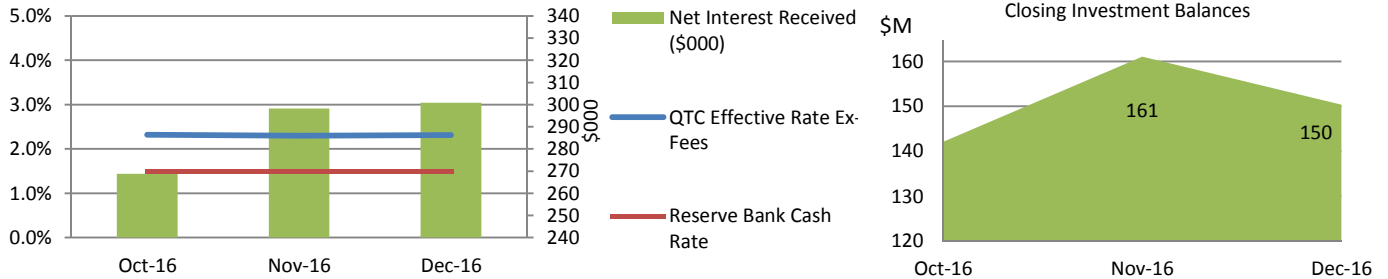 5.0%
4.0%
3.0%
2.0%
1.0%
0.0%
Oct-16
Nov-16
Dec-16
340
330
320
310
300
290
280
270
260
250
240
$000
Net Interest Received
($000)
QTC Effective Rate Ex-
Fees
Reserve Bank Cash
Rate
Closing Investment Balances
$M
160
150
140
130
120
161
150
Oct-16
Nov-16
Dec-16